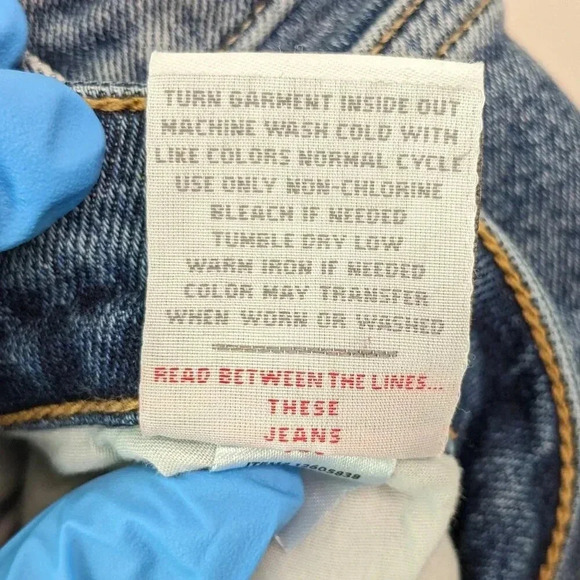 TURN GARMENT INSIDE OUT
MACHINE WASH COLD WITH
LIKE COLORS NORMAL CYCLE
USE ONLY NON-CHLORINE
BLEACH IF NEEDED
TUMBLE DRY LOW
WARM IRON IF NEEDED
COLOR MAY TRANSFER
WHEN WORN OR WASHED
READ BETWEEN THE LINES...
THESE
JEANS